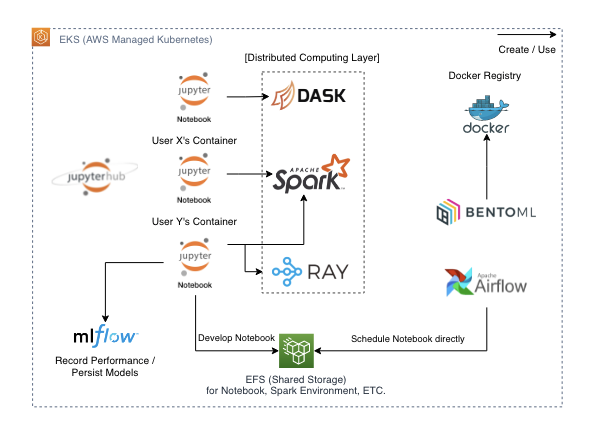 EKS (AWS Managed Kubernetes)
Create / Use
[Distributed Computing Layer]
Docker Registry
jupyter
Notebook
DASK
docker
User X's Container
jupyterhub
jupyter
Notebook
APACHE
Spark
User Y's Container
BENTOML
jupyter
Notebook
RAY
Apache
Airflow
mlflow
Record Performance /
Persist Models
Develop Notebook
Schedule Notebook directly
EFS (Shared Storage)
for Notebook, Spark Environment, ETC.